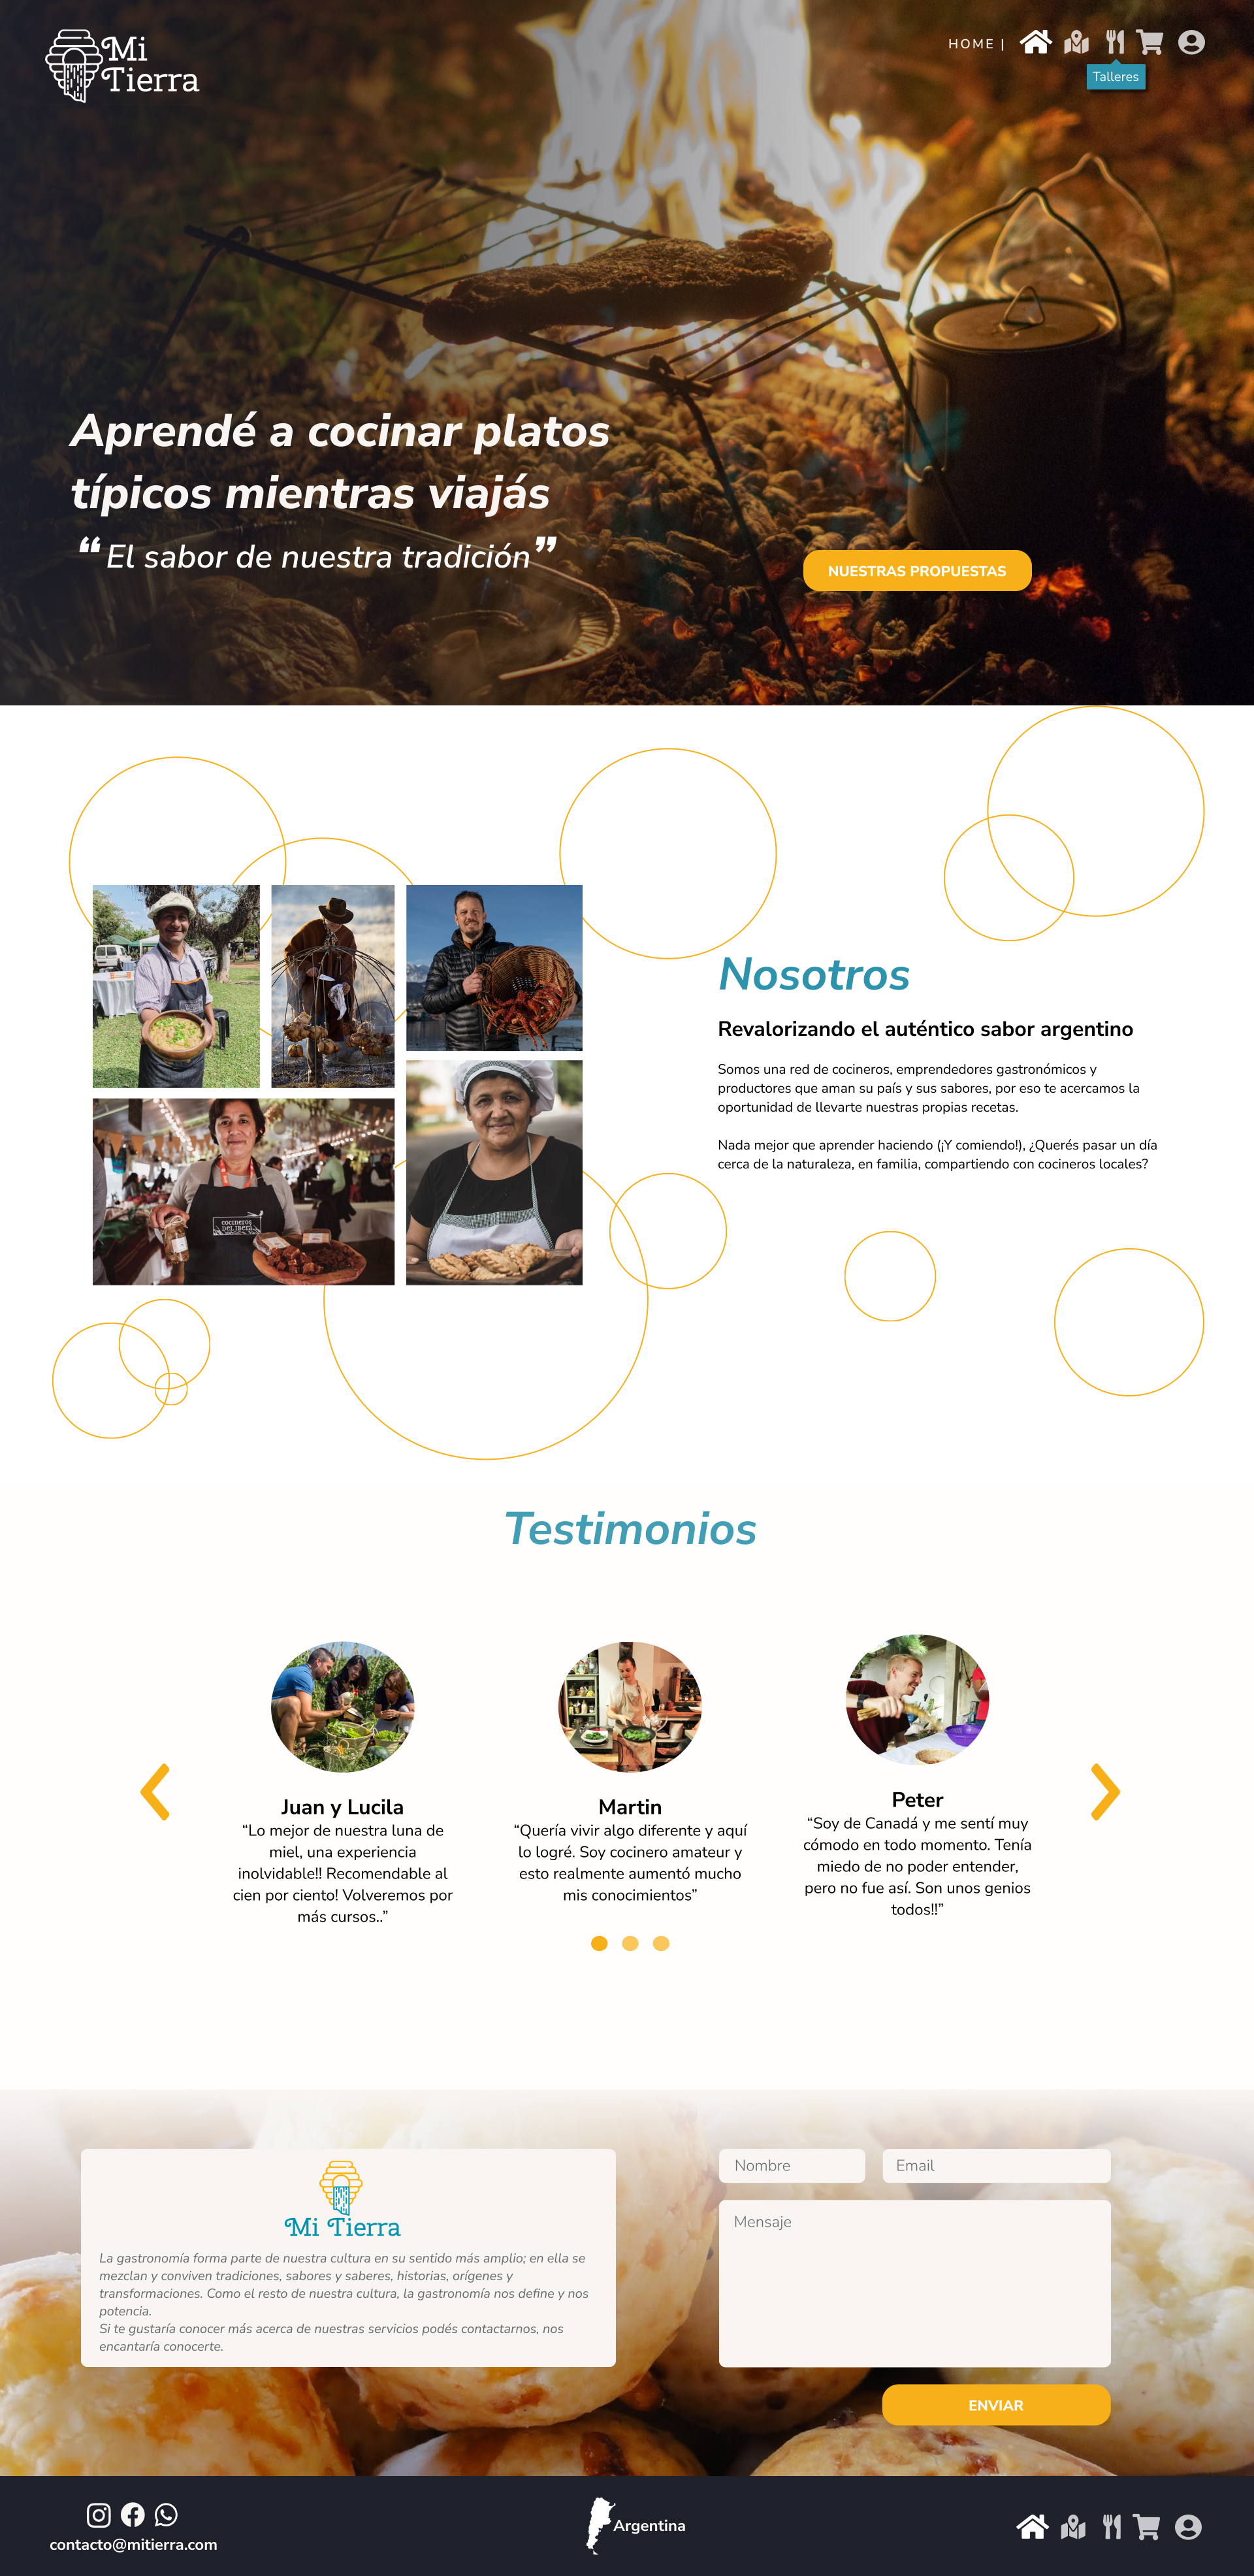 Mi
Tierra
HOME |
Talleres
Aprendé a cocinar platos
típicos mientras viajás
“El sabor de nuestra tradición”
NUESTRAS PROPUESTAS
Nosotros
Revalorizando el auténtico sabor argentino
Somos una red de cocineros, emprendedores gastronómicos y
productores que aman su país y sus sabores, por eso te acercamos la
oportunidad de llevarte nuestras propias recetas.
Nada mejor que aprender haciendo (¡Y comiendo!), ¿Querés pasar un día
cerca de la naturaleza, en familia, compartiendo con cocineros locales?
COCINEROS
DEL IBERÁ
Testimonios
Juan y Lucila
“Lo mejor de nuestra luna de
miel, una experiencia
inolvidable!! Recomendable al
cien por ciento! Volveremos por
más cursos..”
Martin
“Quería vivir algo diferente y aquí
lo logré. Soy cocinero amateur y
esto realmente aumentó mucho
mis conocimientos”
Peter
“Soy de Canadá y me sentí muy
cómodo en todo momento. Tenía
miedo de no poder entender,
pero no fue así. Son unos genios
todos!!”
Mi Tierra
La gastronomía forma parte de nuestra cultura en su sentido más amplio; en ella se
mezclan y conviven tradiciones, sabores y saberes, historias, orígenes y
transformaciones. Como el resto de nuestra cultura, la gastronomía nos define y nos
potencia.
Si te gustaría conocer más acerca de nuestras servicios podés contactarnos, nos
encantaría conocerte.
Nombre
Email
Mensaje
ENVIAR
contacto@mitierra.com
Argentina